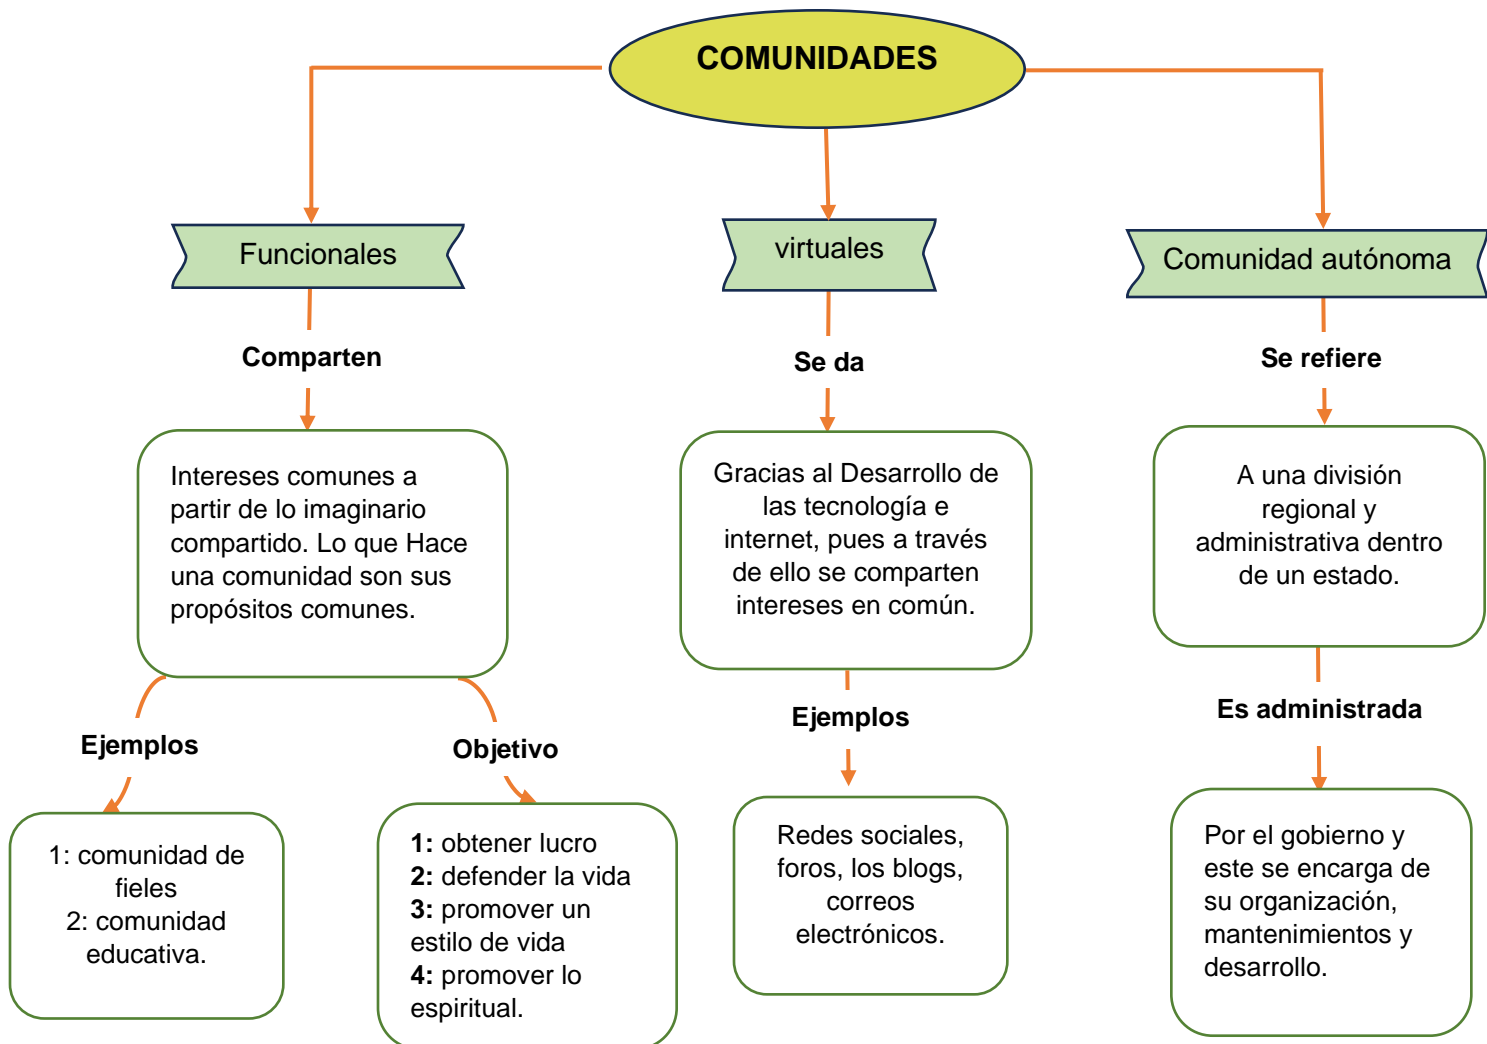 COMUNIDADES
Funcionales
virtuales
Comunidad autónoma
Comparten
Se da
Se refiere
Intereses comunes a
partir de lo imaginario
compartido. Lo que Hace
una comunidad son sus
propósitos comunes.
Gracias al Desarrollo de
las tecnología e
internet, pues a través
de ello se comparten
intereses en común.
A una división
regional y
administrativa dentro
de un estado.
Ejemplos
Objetivo
Ejemplos
Es administrada
1: comunidad de
fieles
2: comunidad
educativa.
1: obtener lucro
2: defender la vida
3: promover un
estilo de vida
4: promover lo
espiritual.
Redes sociales,
foros, los blogs,
correos
electrónicos.
Por el gobierno y
este se encarga de
su organización,
mantenimientos y
desarrollo.